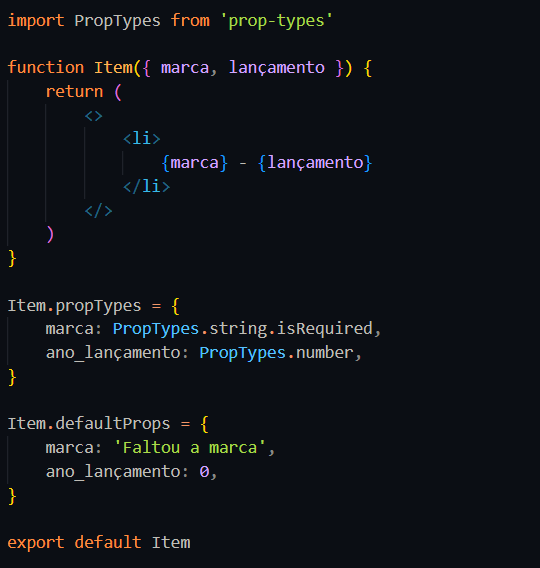 import PropTypes from 'prop-types'
function Item({ marca, lançamento }) {
    return (
        <>
            <li>
                {marca} - {lançamento}
            </li>
        </>
    )
}
Item.propTypes = {
    marca: PropTypes.string.isRequired,
    ano_lançamento: PropTypes.number,
}
Item.defaultProps = {
    marca: 'Faltou a marca',
    ano_lançamento: 0,
}
export default Item